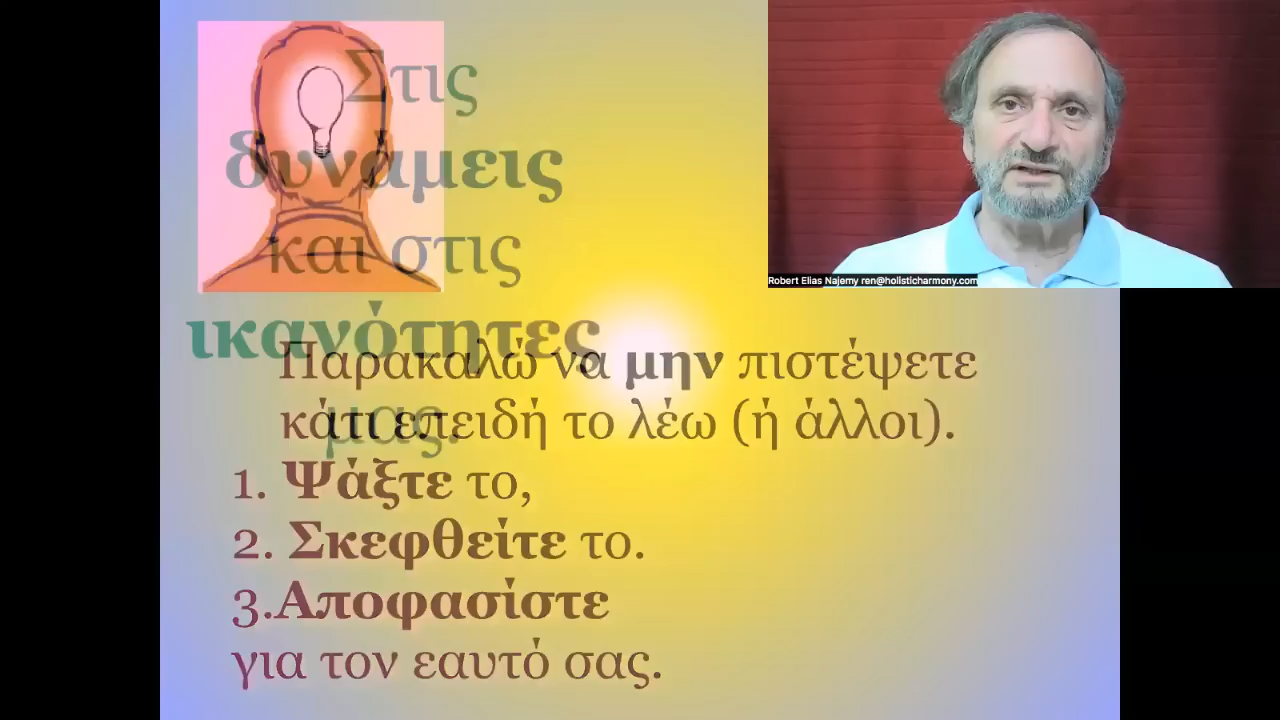 Στις
δυνάμεις
και στις
ικανότητες
μας.
Παρακαλώ να μην πιστέψετε
κάτι επειδή το λέω (ή άλλοι).
1. Ψάξτε το,
2. Σκεφθείτε το.
3.Αποφασίστε
για τον εαυτό σας.
Robert Elias Najemy ren@holisticharmony.com